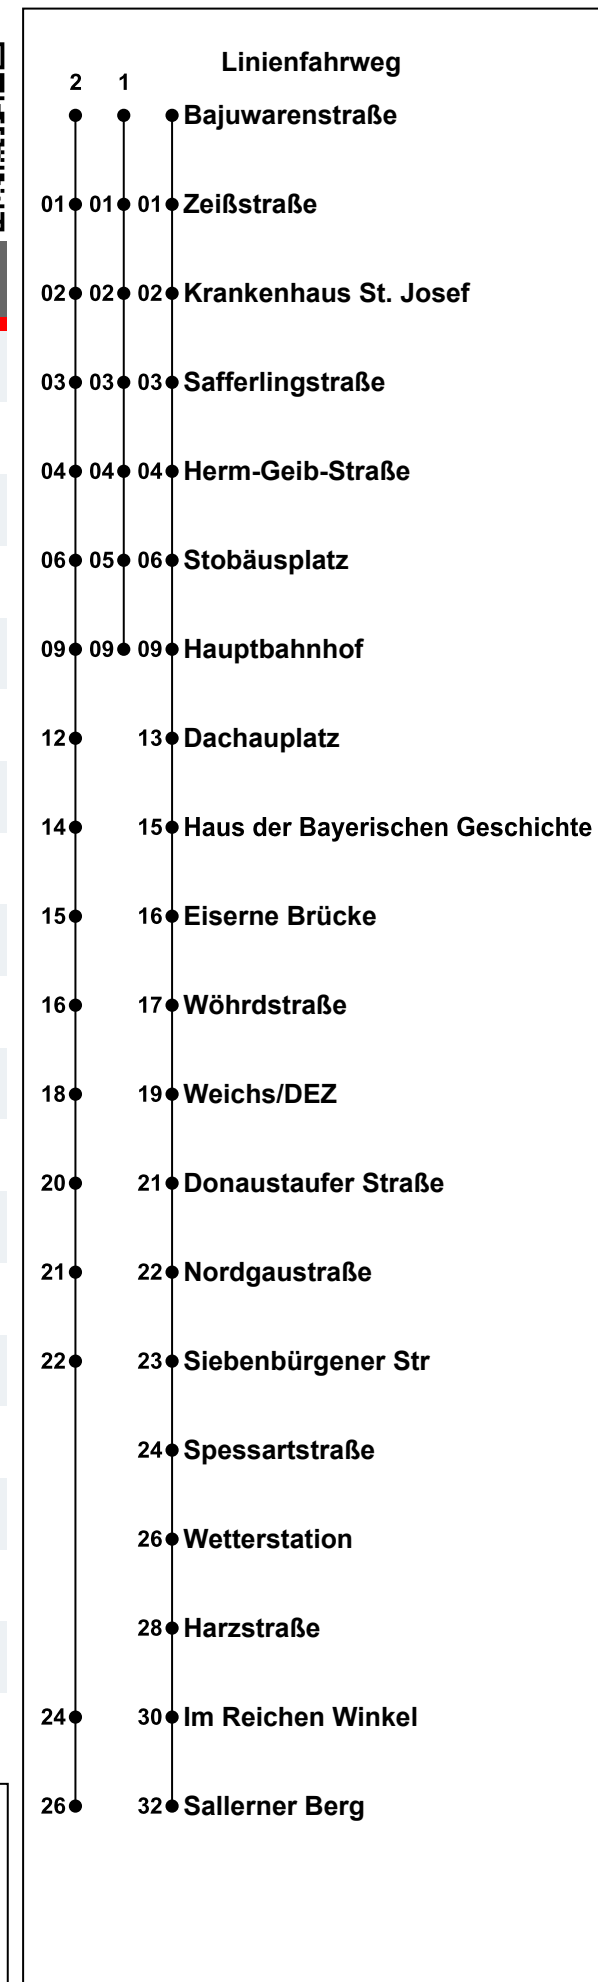 Linienfahrweg
2 1
Bajuwarenstraße
01 01 01 Zeißstraße
02 02 02 Krankenhaus St. Josef
03 03 03 Safferlingstraße
04 04 04 Herm-Geib-Straße
06 05 06 Stobäusplatz
09 09 09 Hauptbahnhof
12 13 Dachauplatz
14 15 Haus der Bayerischen Geschichte
15 16 Eiserne Brücke
16 17 Wöhrdstraße
18 19 Weichs/DEZ
20 21 Donaustaufer Straße
21 22 Nordgaustraße
22 23 Siebenbürgener Str
24 Spessartstraße
26 Wetterstation
28 Harzstraße
24 30 Im Reichen Winkel
26 32 Sallerner Berg